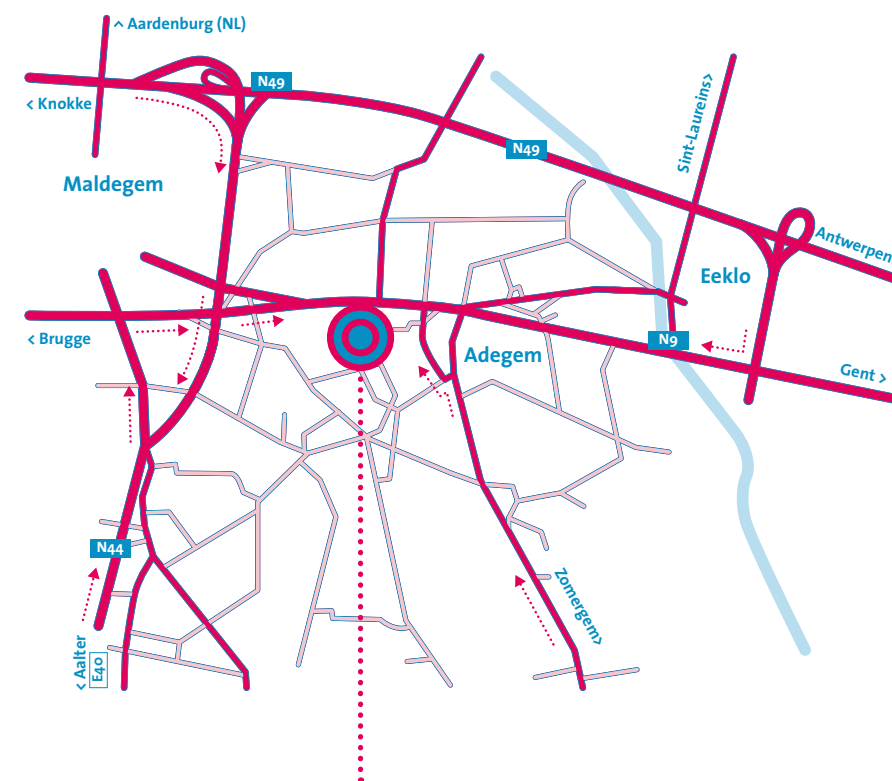 ^ Aardenburg (NL)
N49
< Knokke
N49
Sint-Laureins>
Maldegem
Antwerpen
Eeklo
< Brugge
N9
Adegem
Gent >
N44
Zomergem>
< Aalter
E40